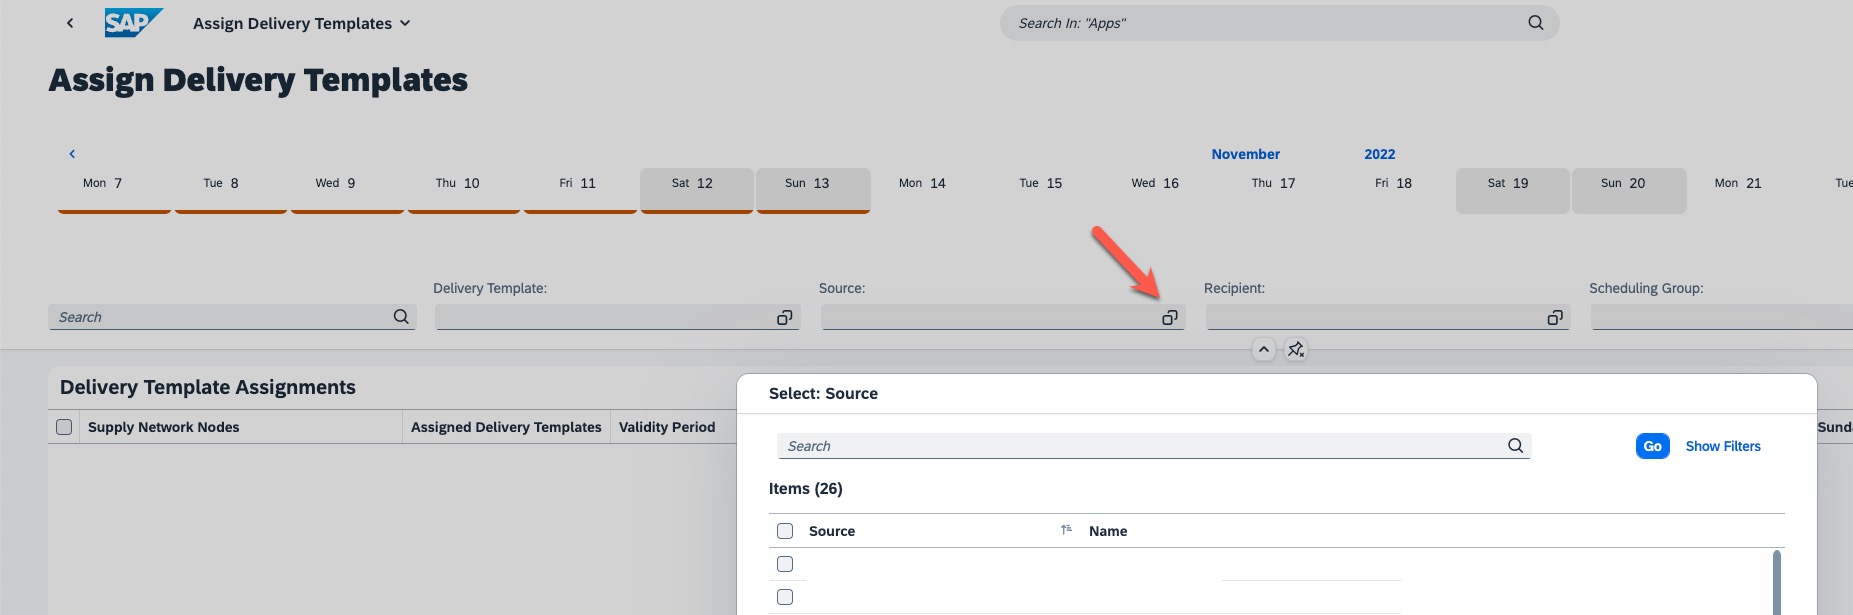 SAP Assign Delivery Templates Search In: "Apps"
Assign Delivery Templates
November 2022
Mon 7 Tue 8 Wed 9 Thu 10 Fri 11 Sat 12 Sun 13 Mon 14 Tue 15 Wed 16 Thu 17 Fri 18 Sat 19 Sun 20 Mon 21 Tue
Delivery Template: Source: Recipient: Scheduling Group:
Search
Delivery Template Assignments
Select: Source
Supply Network Nodes Assigned Delivery Templates Validity Period Sunda
Search Go Show Filters
Items (26)
Source Name